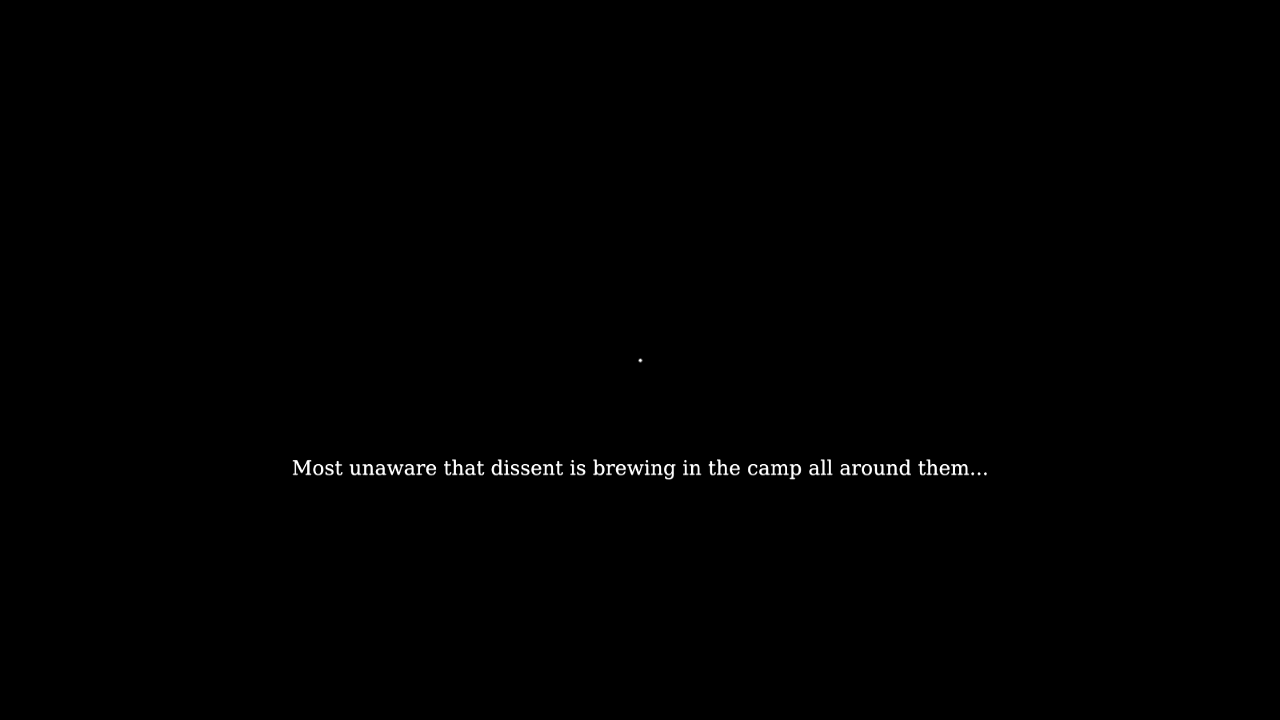 Most unaware that dissent is brewing in the camp all around them...